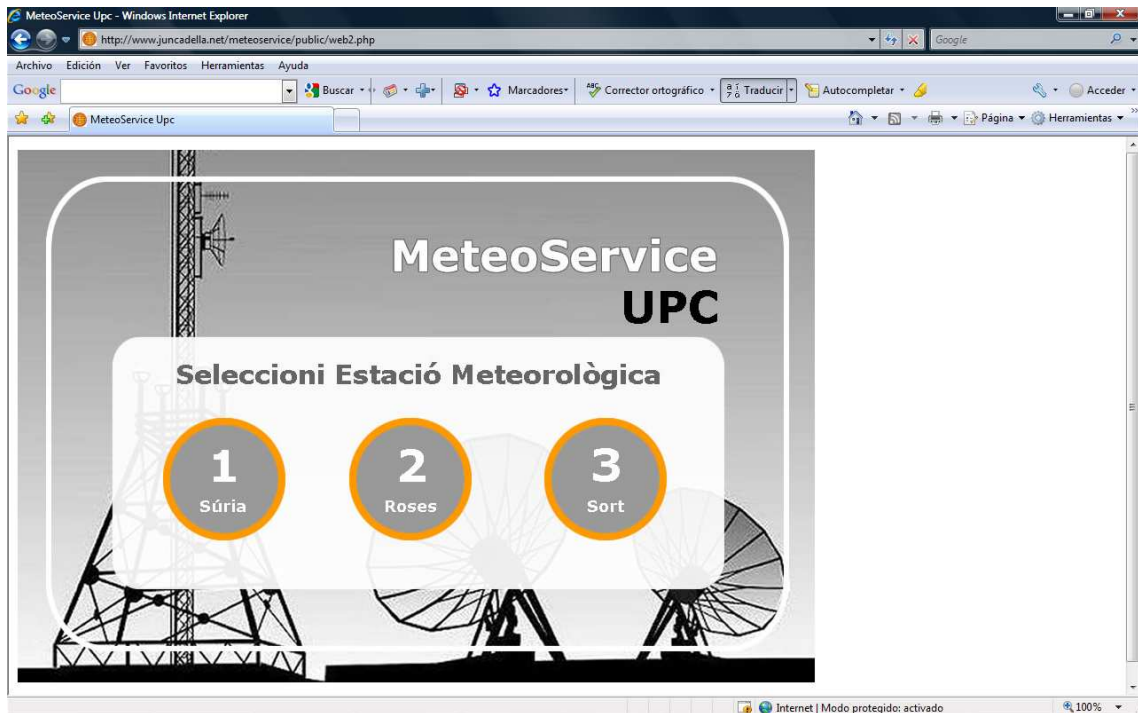 MeteoService Upc - Windows Internet Explorer
http://www.juncadella.net/meteoservice/public/web2.php
Google
Archivo Edición Ver Favoritos Herramientas Ayuda
Google Buscar Marcadores ABC Corrector ortográfico Traducir Autocompletar Acceder
MeteoService Upc Página Herramientas
MeteoService
UPC
Seleccioni Estació Meteorològica
1 2 3
Súria Roses Sort
Internet | Modo protegido: activado 100%